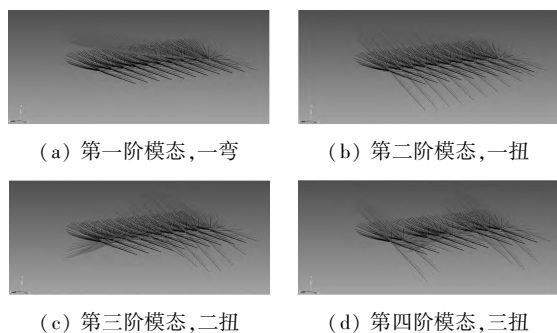 (a) 第一阶模态,一弯
(b) 第二阶模态,一扭
(c) 第三阶模态,二扭
(d) 第四阶模态,三扭